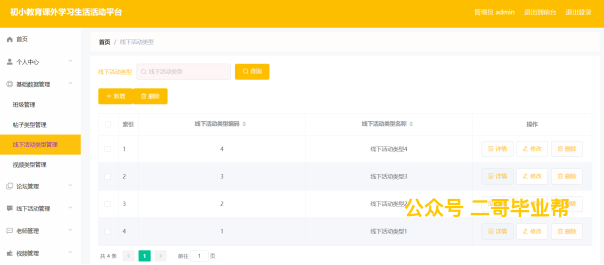 初小教育课外学习生活活动平台
管理员 admin
退出到前台
退出登录
首页
首页 / 线下活动类型
个人中心
基础数据管理
班级管理
帖子类型管理
线下活动类型管理
视频类型管理
论坛管理
线下活动管理
老师管理
视频管理
线下活动类型
线下活动类型
查询
+ 新增
删除
索引 线下活动类型编码 线下活动类型名称 操作
1 4 线下活动类型4 详情 修改 删除
2 3 线下活动类型3 详情 修改 删除
3 2 线下活动类型2
公众号 二哥毕业帮
4 1 线下活动类型1 详情 修改 删除
共 4 条 < 1 > 前往 1 页